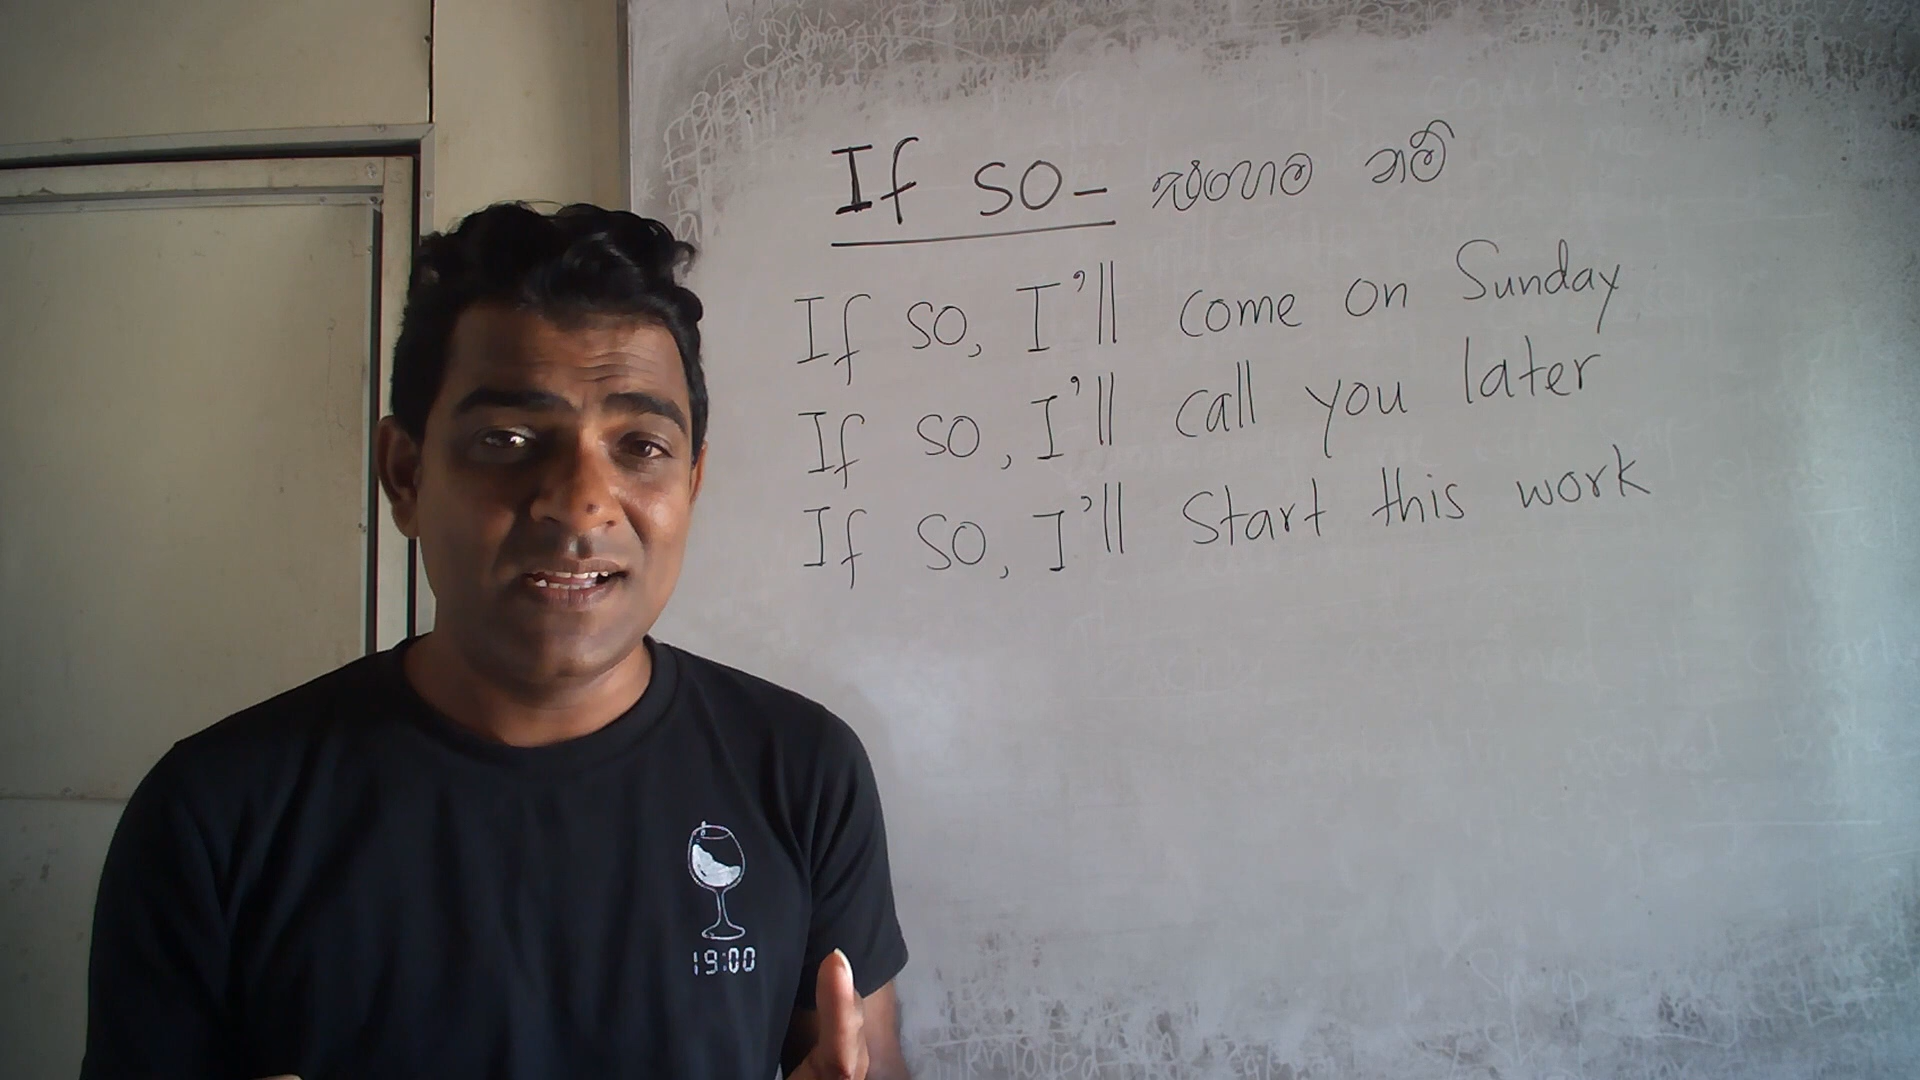 If so - එහෙම නම්
If so, I'll come on Sunday
If so, I'll call you later
If so, I'll Start this work
19:00